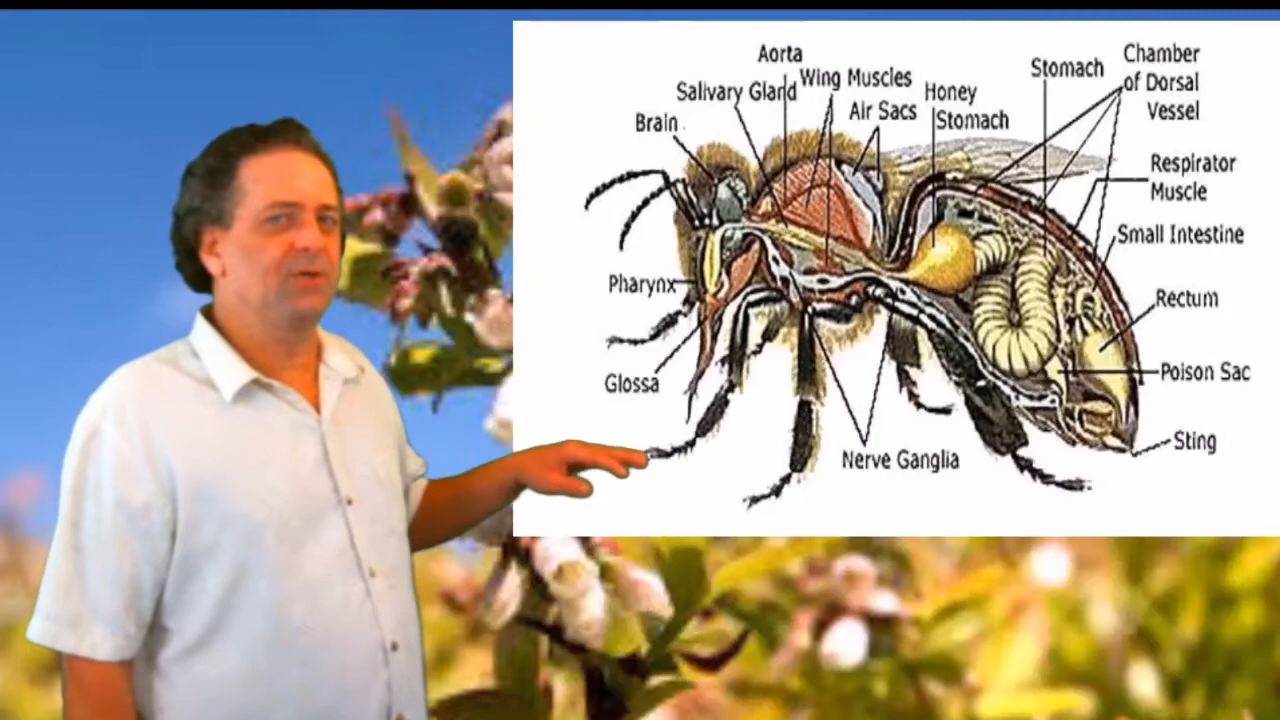 Aorta
Salivary Gland
Wing Muscles
Brain
Air Sacs
Honey
Stomach
Stomach
Chamber
of Dorsal
Vessel
Respirator
Muscle
Small Intestine
Pharynx
Rectum
Glossa
Poison Sac
Nerve Ganglia
Sting